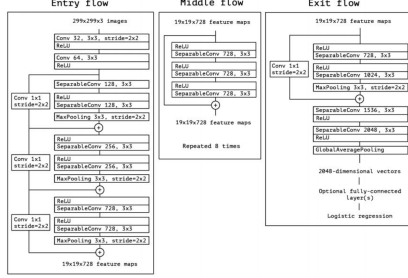 Entry flow
299x299x3 images
Conv 32, 3x3, stride=2x2
ReLU
Conv 64, 3x3
ReLU
SeparableConv 128, 3x3
Conv 1x1
stride=2x2
ReLU
SeparableConv 128, 3x3
MaxPooling 3x3, stride=2x2
+
ReLU
SeparableConv 256, 3x3
Conv 1x1
stride=2x2
ReLU
SeparableConv 256, 3x3
MaxPooling 3x3, stride=2x2
+
ReLU
SeparableConv 728, 3x3
Conv 1x1
stride=2x2
ReLU
SeparableConv 728, 3x3
MaxPooling 3x3, stride=2x2
+
19x19x728 feature maps
Middle flow
19x19x728 feature maps
ReLU
SeparableConv 728, 3x3
ReLU
SeparableConv 728, 3x3
ReLU
SeparableConv 728, 3x3
+
19x19x728 feature maps
Repeated 8 times
Exit flow
19x19x728 feature maps
ReLU
SeparableConv 728, 3x3
Conv 1x1
stride=2x2
ReLU
SeparableConv 1024, 3x3
MaxPooling 3x3, stride=2x2
+
SeparableConv 1536, 3x3
ReLU
SeparableConv 2048, 3x3
ReLU
GlobalAveragePooling
2048-dimensional vectors
Optional fully-connected
layer(s)
Logistic regression